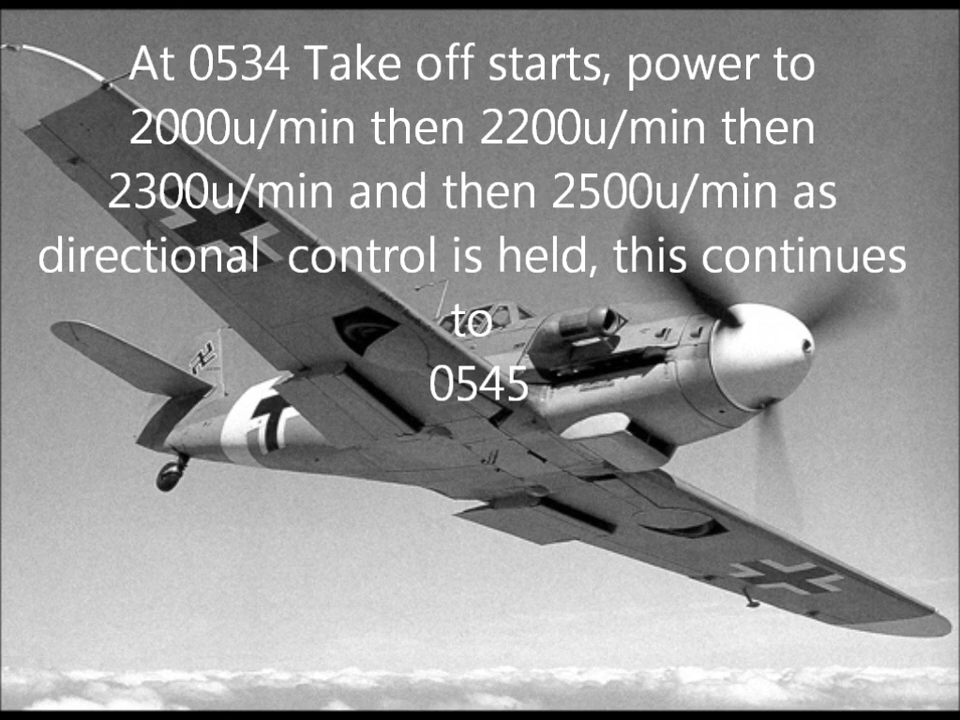 At 0534 Take off starts, power to
2000u/min then 2200u/min then
2300u/min and then 2500u/min as
directional control is held, this continues
to
0545